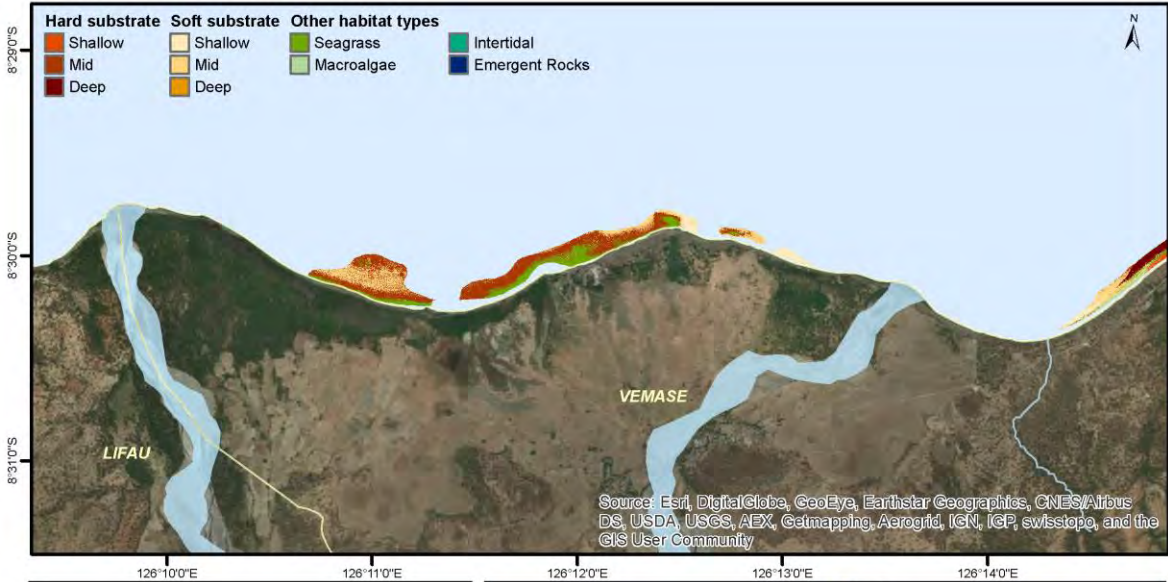 Hard substrate Soft substrate Other habitat types
Shallow Shallow Seagrass Intertidal
Mid Mid Macroalgae Emergent Rocks
Deep Deep
N
8°29'0"S
8°30'0"S
8°31'0"S
VEMASE
LIFAU
Source: Esri, DigitalGlobe, GeoEye, Earthstar Geographics, CNES/Airbus
DS, USDA, USGS, AEX, Getmapping, Aerogrid, IGN, IGP, swisstopo, and the
GIS User Community
126°10'0"E 126°11'0"E 126°12'0"E 126°13'0"E 126°14'0"E